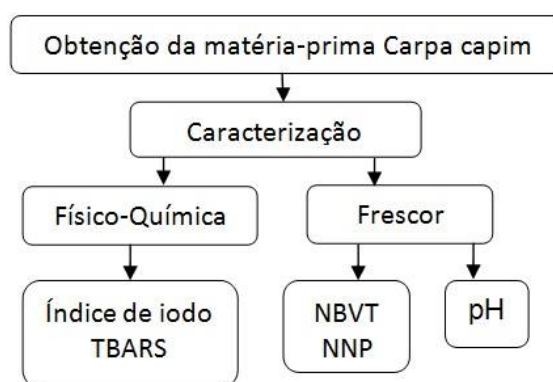 Obtenção da matéria-prima Carpa capim
Caracterização
Físico-Química
Frescor
Índice de iodo
TBARS
NBVT
NNP
pH